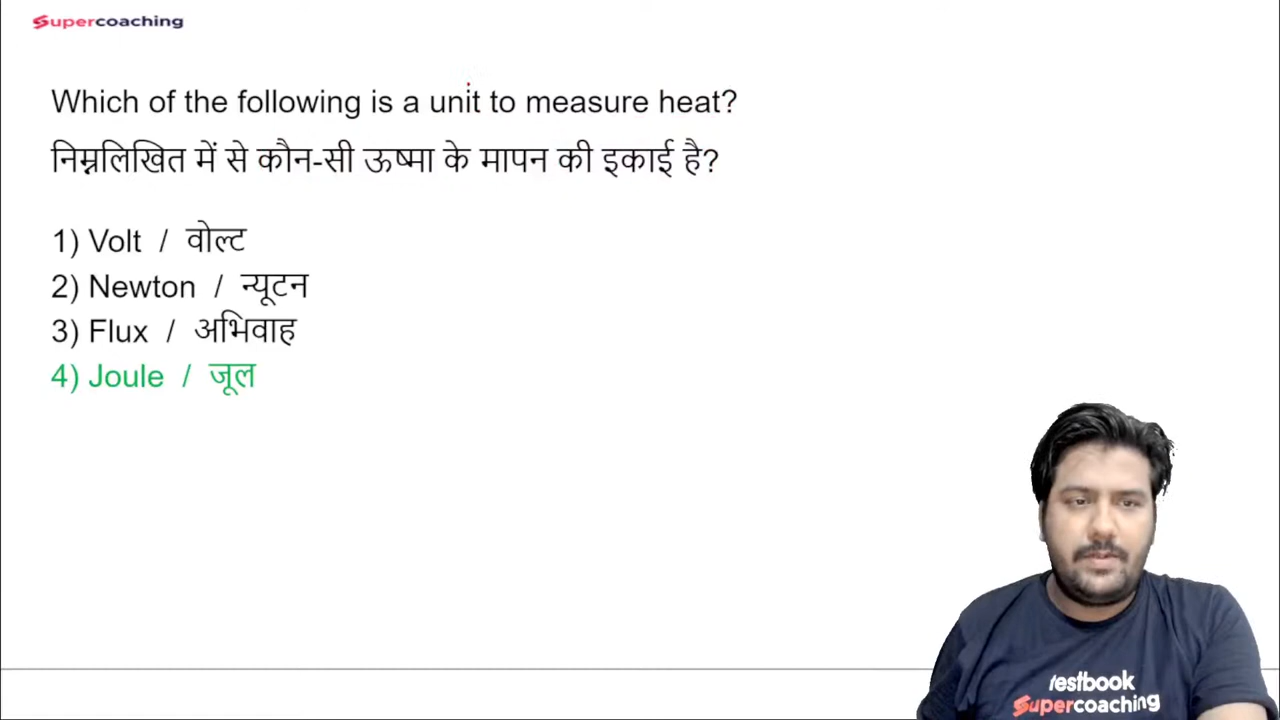 Supercoaching
Which of the following is a unit to measure heat?
निम्नलिखित में से कौन-सी ऊष्मा के मापन की इकाई है?
1) Volt / वोल्ट
2) Newton / न्यूटन
3) Flux / अभिवाह
4) Joule / जूल
testbook
Supercoaching